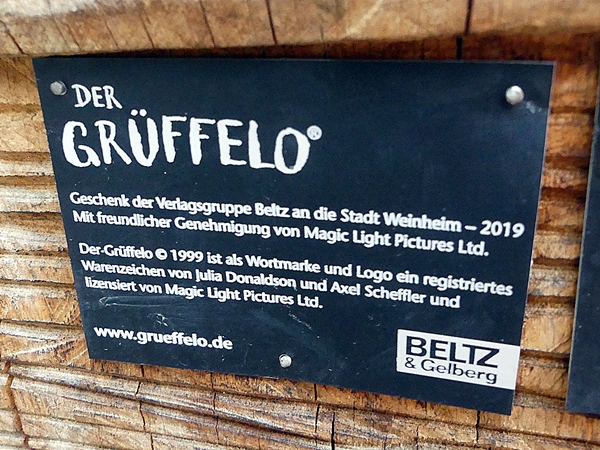 DER
GRÜFFELO®
Geschenk der Verlagsgruppe Beltz an die Stadt Weinheim – 2019
Mit freundlicher Genehmigung von Magic Light Pictures Ltd.
Der-Grüffelo © 1999 ist als Wortmarke und Logo ein registriertes
Warenzeichen von Julia Donaldson und Axel Scheffler und
lizensiert von Magic Light Pictures Ltd.
www.grueffelo.de
BELTZ
& Gelberg